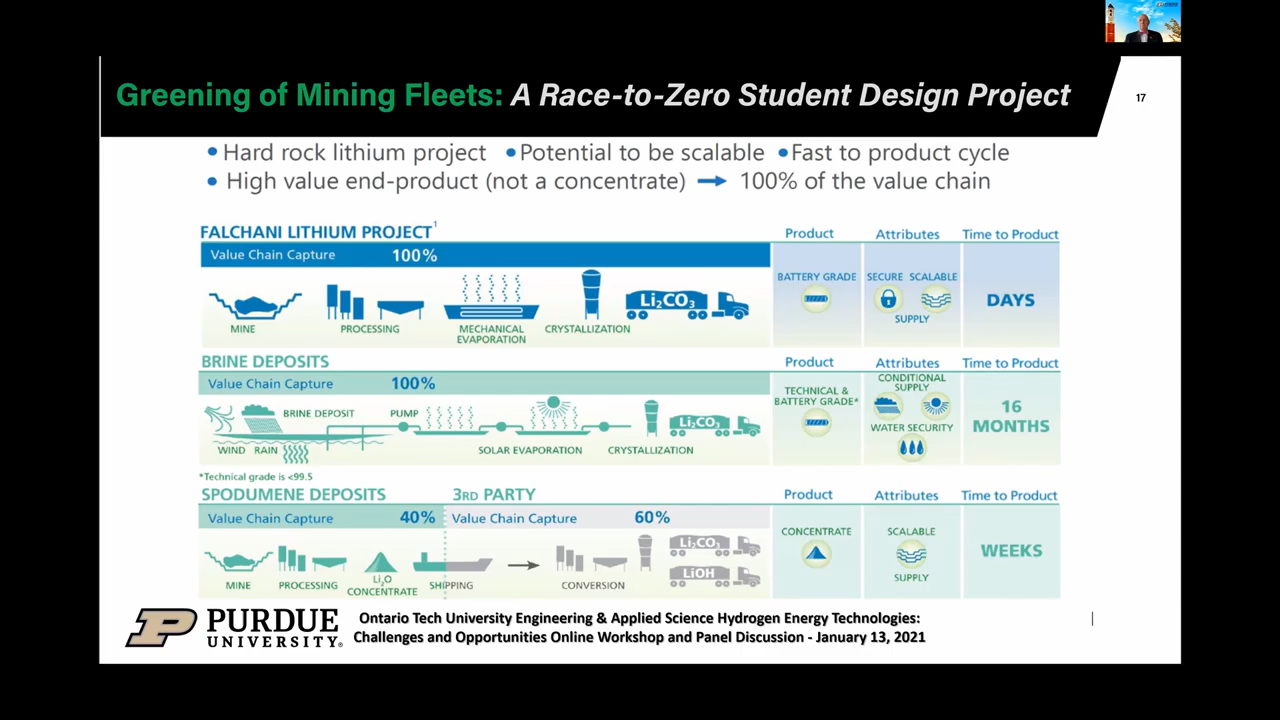 Greening of Mining Fleets: A Race-to-Zero Student Design Project
17
• Hard rock lithium project • Potential to be scalable • Fast to product cycle
• High value end-product (not a concentrate) → 100% of the value chain
FALCHANI LITHIUM PROJECT¹
Product Attributes Time to Product
Value Chain Capture 100%
BATTERY GRADE
SECURE SCALABLE
SUPPLY
DAYS
Li₂CO₃
MINE PROCESSING MECHANICAL EVAPORATION CRYSTALLIZATION
BRINE DEPOSITS
Product Attributes Time to Product
Value Chain Capture 100%
TECHNICAL &
BATTERY GRADE*
CONDITIONAL
SUPPLY
WATER SECURITY
16
MONTHS
BRINE DEPOSIT PUMP
Li₂CO₃
WIND RAIN SOLAR EVAPORATION CRYSTALLIZATION
*Technical grade is <99.5
SPODUMENE DEPOSITS 3RD PARTY
Product Attributes Time to Product
Value Chain Capture 40% Value Chain Capture 60%
CONCENTRATE
SCALABLE
SUPPLY
WEEKS
Li₂CO₃
LiOH
MINE PROCESSING Li₂O CONCENTRATE SHIPPING CONVERSION
PURDUE
UNIVERSITY®
Ontario Tech University Engineering & Applied Science Hydrogen Energy Technologies:
Challenges and Opportunities Online Workshop and Panel Discussion - January 13, 2021